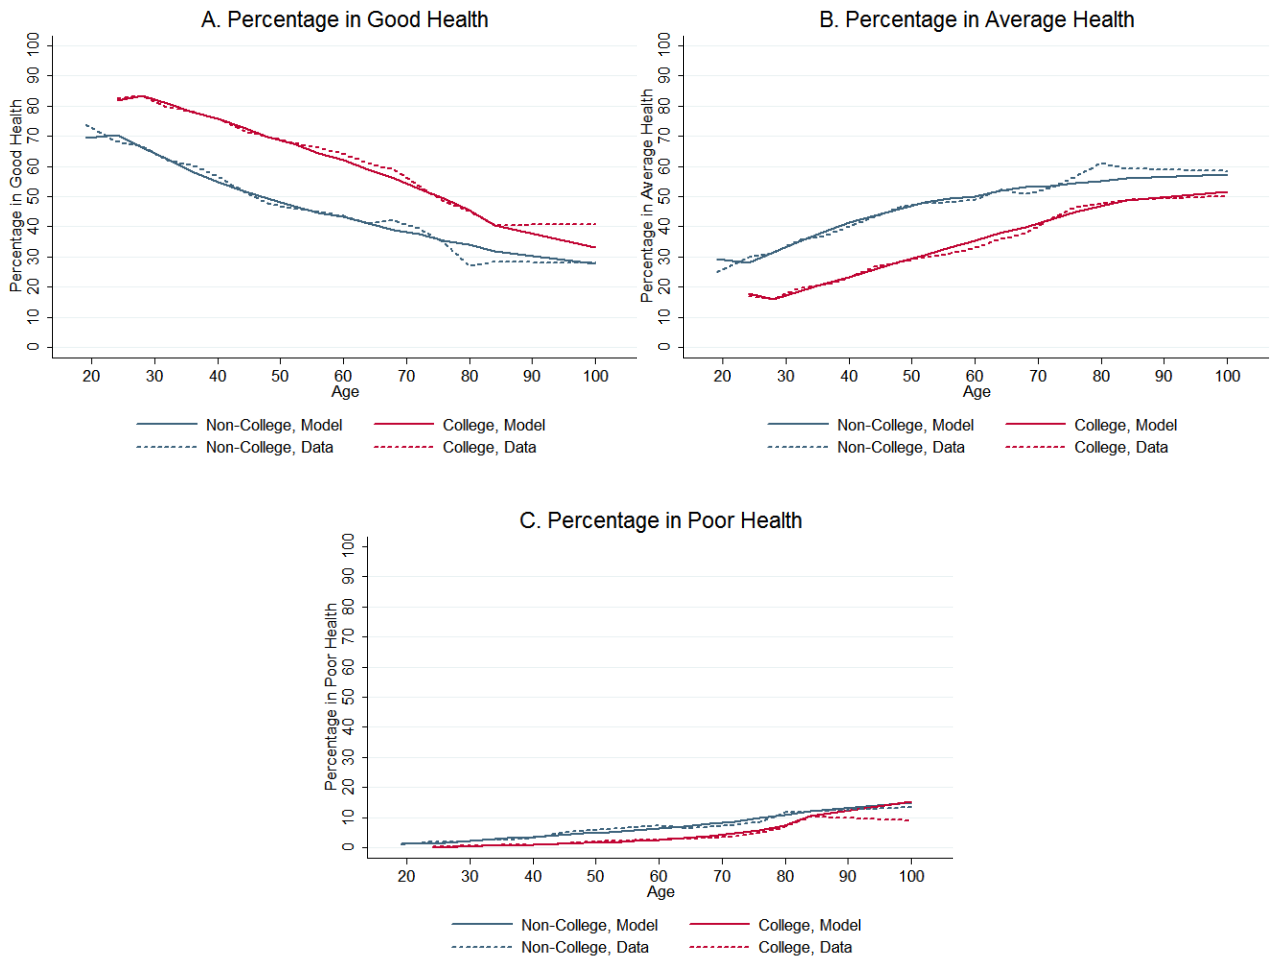 A. Percentage in Good Health
Percentage in Good Health
100
90
80
70
60
50
40
30
20
10
0
20 30 40 50 60 70 80 90 100
Age
Non-College, Model College, Model
Non-College, Data College, Data
B. Percentage in Average Health
Percentage in Average Health
100
90
80
70
60
50
40
30
20
10
0
20 30 40 50 60 70 80 90 100
Age
Non-College, Model College, Model
Non-College, Data College, Data
C. Percentage in Poor Health
Percentage in Poor Health
100
90
80
70
60
50
40
30
20
10
0
20 30 40 50 60 70 80 90 100
Age
Non-College, Model College, Model
Non-College, Data College, Data